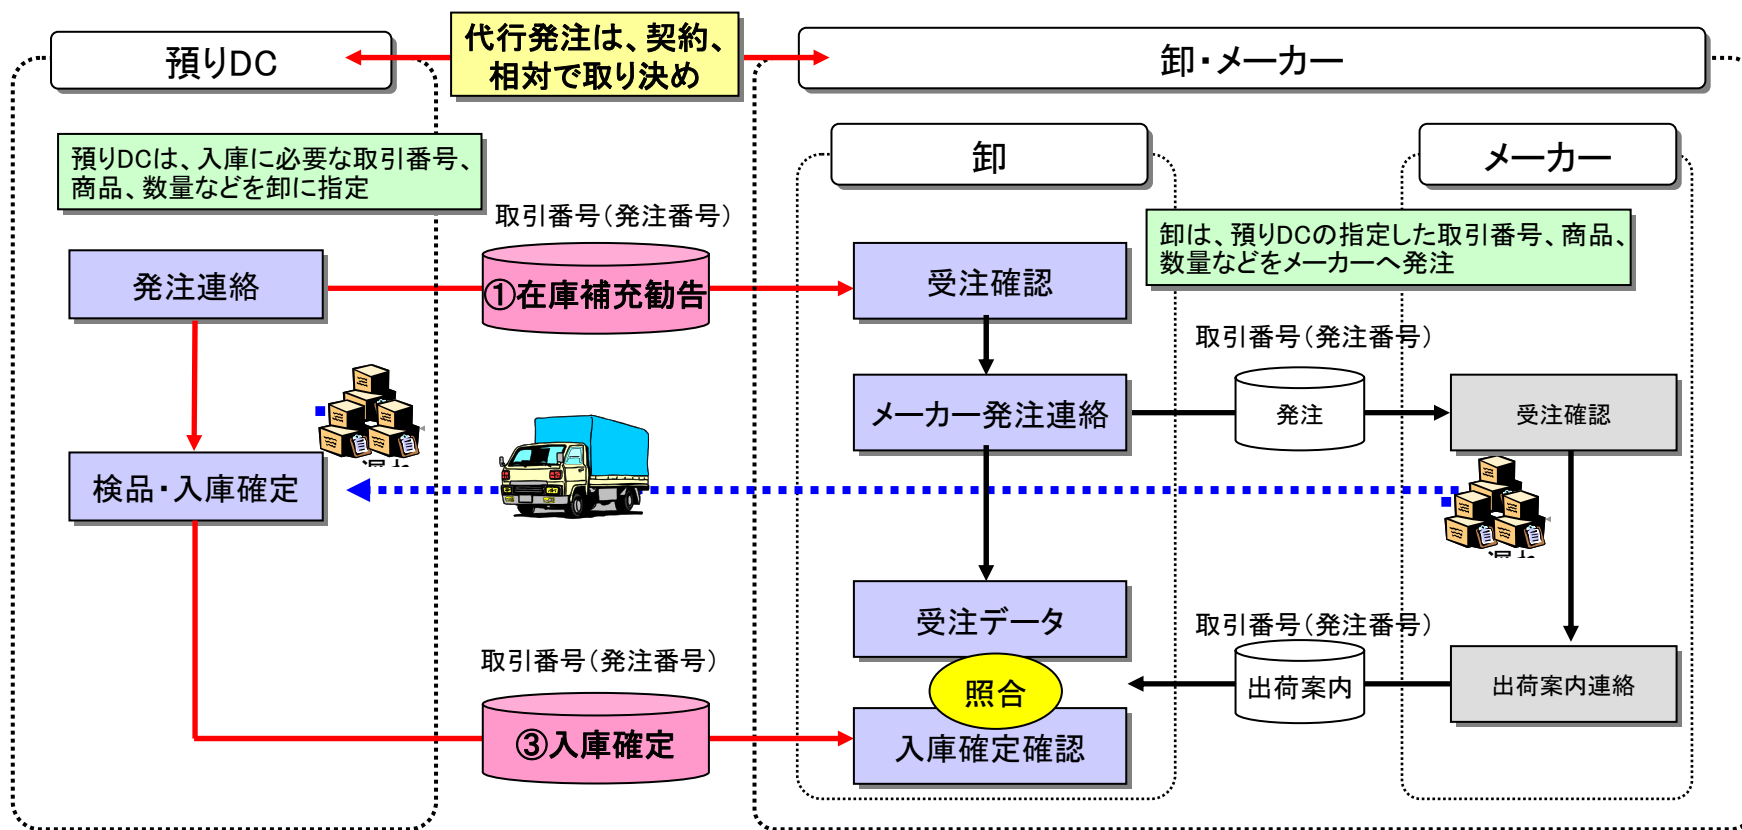 代行発注は、契約、
相対で取り決め
預りDC
卸・メーカー
卸
メーカー
預りDCは、入庫に必要な取引番号、
商品、数量などを卸に指定
取引番号(発注番号)
卸は、預りDCの指定した取引番号、商品、
数量などをメーカーへ発注
発注連絡
①在庫補充勧告
受注確認
取引番号(発注番号)
メーカー発注連絡
発注
受注確認
検品・入庫確定
受注データ
取引番号(発注番号)
取引番号(発注番号)
照合
出荷案内
出荷案内連絡
③入庫確定
入庫確定確認